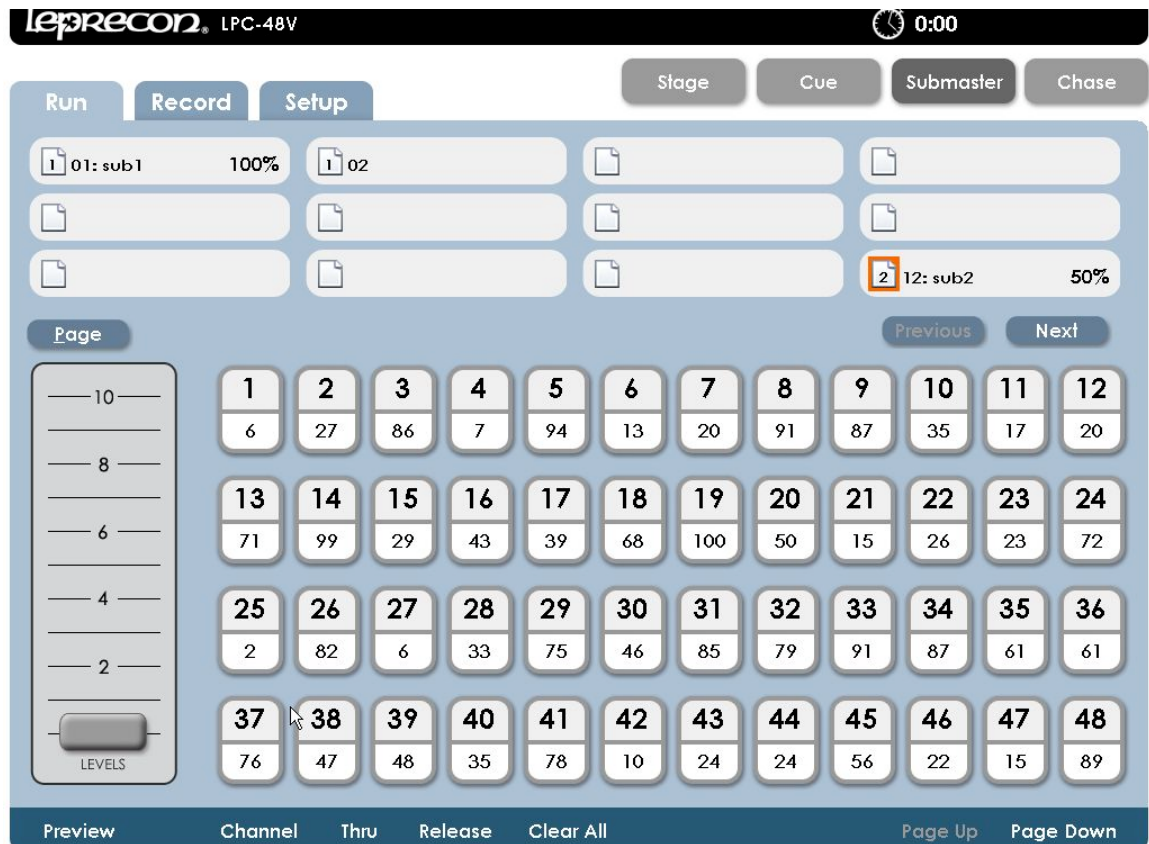 leprecon® LPC-48V 0:00
Stage Cue Submaster Chase
Run Record Setup
1 01: sub1 100% 1 02
2 12: sub2 50%
Page Previous Next
10
8
6
4
2
LEVELS
1 2 3 4 5 6 7 8 9 10 11 12
6 27 86 7 94 13 20 91 87 35 17 20
13 14 15 16 17 18 19 20 21 22 23 24
71 99 29 43 39 68 100 50 15 26 23 72
25 26 27 28 29 30 31 32 33 34 35 36
2 82 6 33 75 46 85 79 91 87 61 61
37 38 39 40 41 42 43 44 45 46 47 48
76 47 48 35 78 10 24 24 56 22 15 89
Preview Channel Thru Release Clear All Page Up Page Down